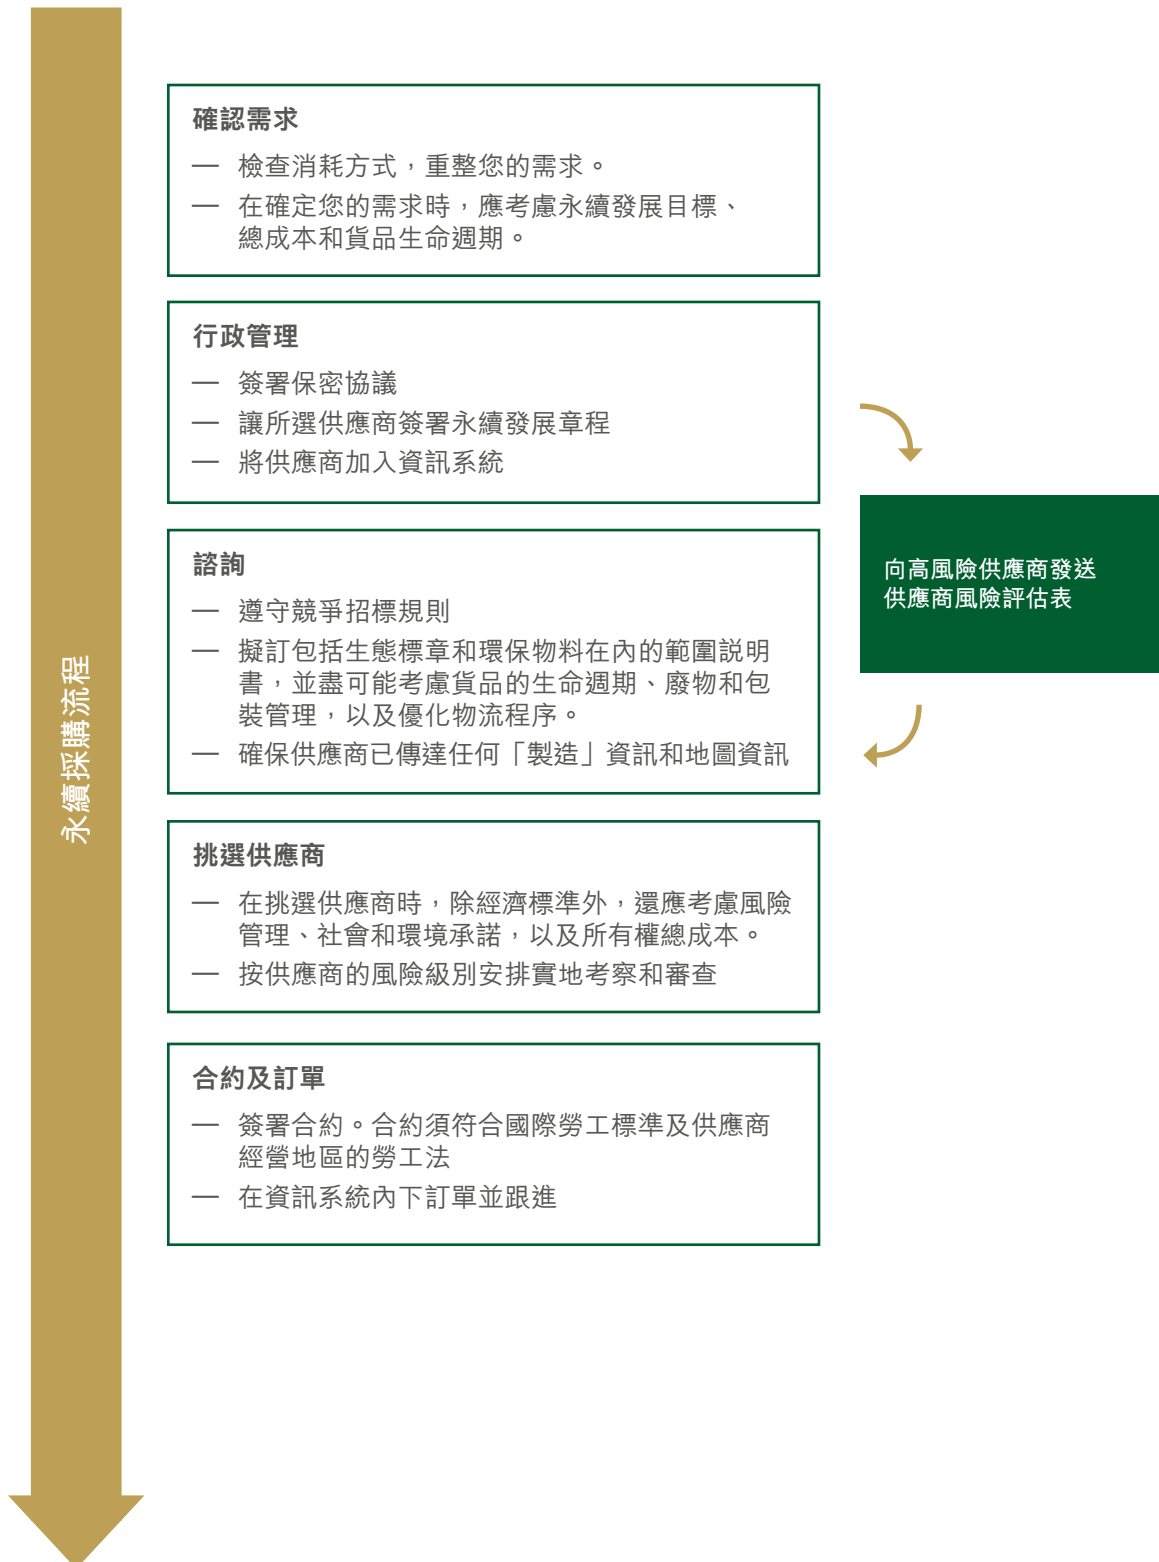 永續採購流程
確認需求
— 檢查消耗方式，重整您的需求。
— 在確定您的需求時，應考慮永續發展目標、
總成本和貨品生命週期。
行政管理
— 簽署保密協議
— 讓所選供應商簽署永續發展章程
— 將供應商加入資訊系統
向高風險供應商發送
供應商風險評估表
諮詢
— 遵守競爭招標規則
— 擬訂包括生態標章和環保物料在內的範圍説明
書，並盡可能考慮貨品的生命週期、廢物和包
裝管理，以及優化物流程序。
— 確保供應商已傳達任何「製造」資訊和地圖資訊
挑選供應商
— 在挑選供應商時，除經濟標準外，還應考慮風險
管理、社會和環境承諾，以及所有權總成本。
— 按供應商的風險級別安排實地考察和審查
合約及訂單
— 簽署合約。合約須符合國際勞工標準及供應商
經營地區的勞工法
— 在資訊系統內下訂單並跟進